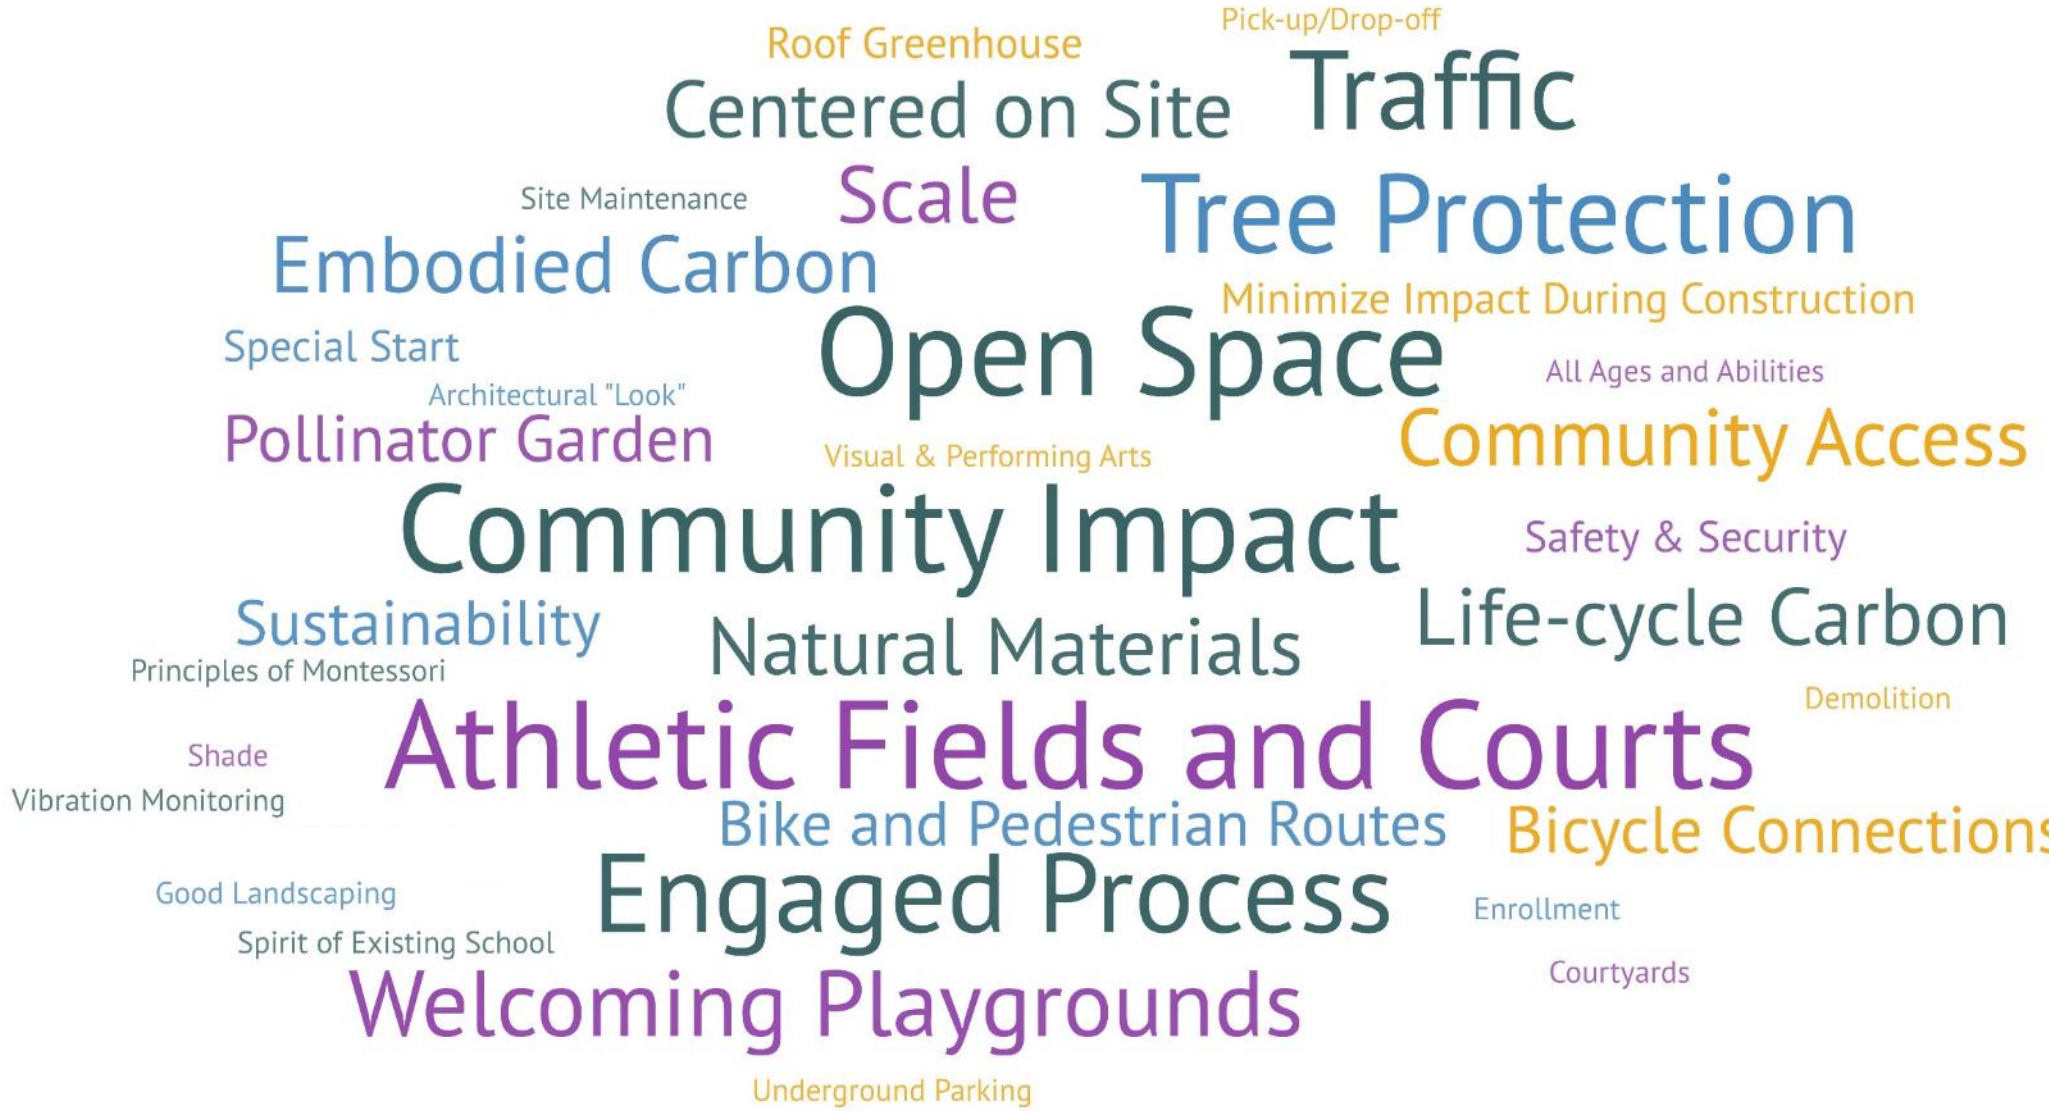 Pick-up/Drop-off
Roof Greenhouse
Traffic
Centered on Site
Scale
Site Maintenance
Tree Protection
Embodied Carbon
Minimize Impact During Construction
Special Start
Open Space
All Ages and Abilities
Architectural "Look"
Pollinator Garden
Community Access
Visual & Performing Arts
Community Impact
Safety & Security
Sustainability
Natural Materials
Life-cycle Carbon
Principles of Montessori
Demolition
Athletic Fields and Courts
Shade
Vibration Monitoring
Bike and Pedestrian Routes
Bicycle Connections
Good Landscaping
Engaged Process
Enrollment
Spirit of Existing School
Courtyards
Welcoming Playgrounds
Underground Parking